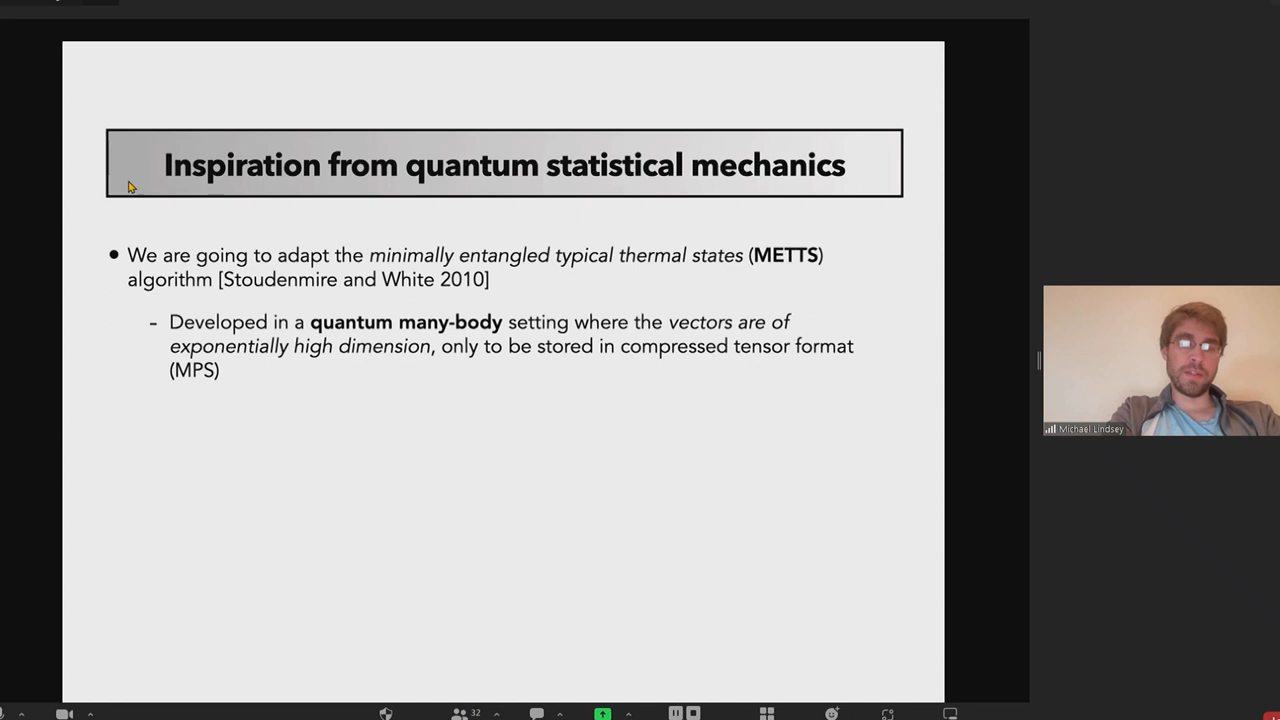 Inspiration from quantum statistical mechanics
• We are going to adapt the minimally entangled typical thermal states (METTS)
algorithm [Stoudenmire and White 2010]
- Developed in a quantum many-body setting where the vectors are of
exponentially high dimension, only to be stored in compressed tensor format
(MPS)
Michael Lindsey
32